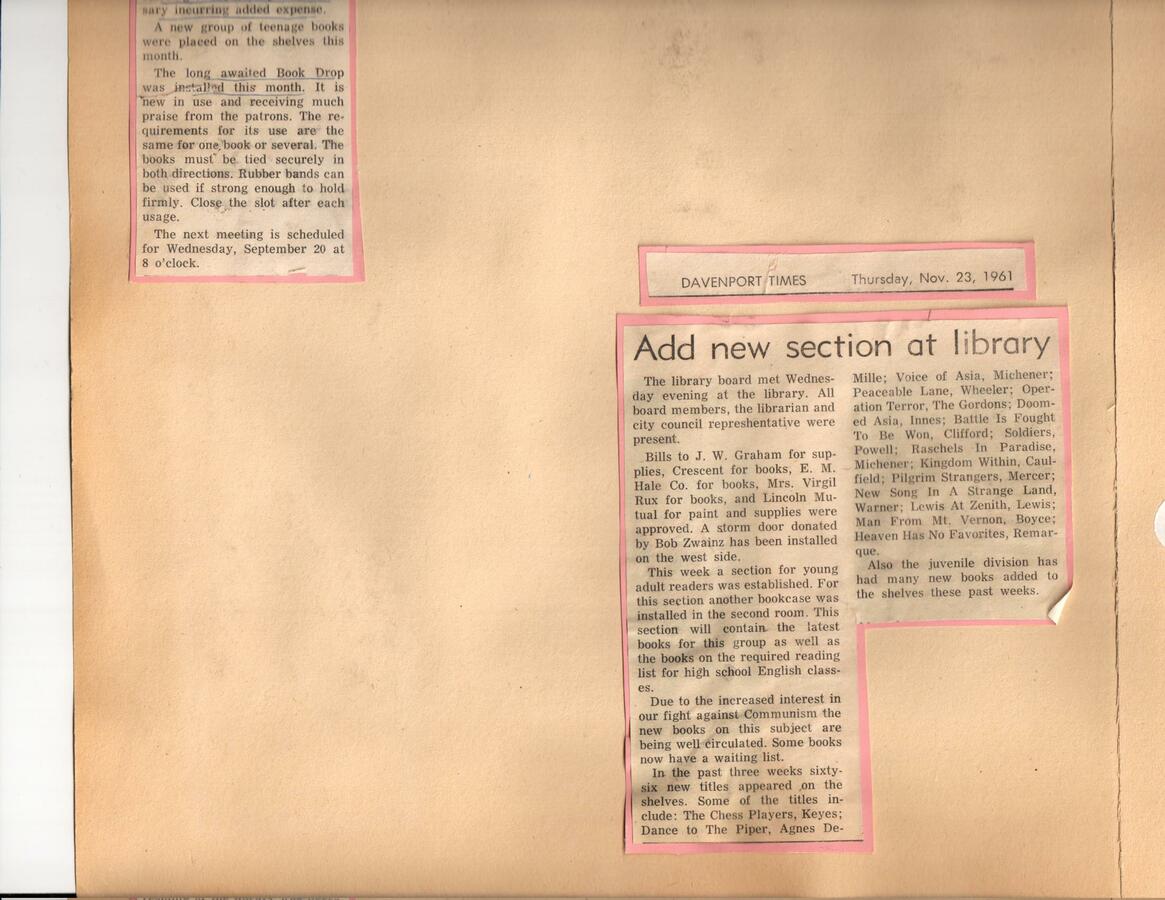 sary incurring added expense.
A new group of teenage books
were placed on the shelves this
month.
The long awaited Book Drop
was installed this month. It is
new in use and receiving much
praise from the patrons. The re-
quirements for its use are the
same for one book or several. The
books must be tied securely in
both directions. Rubber bands can
be used if strong enough to hold
firmly. Close the slot after each
usage.
The next meeting is scheduled
for Wednesday, September 20 at
8 o'clock.
DAVENPORT TIMES Thursday, Nov. 23, 1961
Add new section at library
The library board met Wednes-
day evening at the library. All
board members, the librarian and
city council represhentative were
present.
Bills to J. W. Graham for sup-
plies, Crescent for books, E. M.
Hale Co. for books, Mrs. Virgil
Rux for books, and Lincoln Mu-
tual for paint and supplies were
approved. A storm door donated
by Bob Zwainz has been installed
on the west side.
This week a section for young
adult readers was established. For
this section another bookcase was
installed in the second room. This
section will contain the latest
books for this group as well as
the books on the required reading
list for high school English class-
es.
Due to the increased interest in
our fight against Communism the
new books on this subject are
being well circulated. Some books
now have a waiting list.
In the past three weeks sixty-
six new titles appeared on the
shelves. Some of the titles in-
clude: The Chess Players, Keyes;
Dance to The Piper, Agnes De-
Mille; Voice of Asia, Michener;
Peaceable Lane, Wheeler; Oper-
ation Terror, The Gordons; Doom-
ed Asia, Innes; Battle Is Fought
To Be Won, Clifford; Soldiers,
Powell; Raschels In Paradise,
Michener; Kingdom Within, Caul-
field; Pilgrim Strangers, Mercer;
New Song In A Strange Land,
Warner; Lewis At Zenith, Lewis;
Man From Mt. Vernon, Boyce;
Heaven Has No Favorites, Remar-
que.
Also the juvenile division has
had many new books added to
the shelves these past weeks.